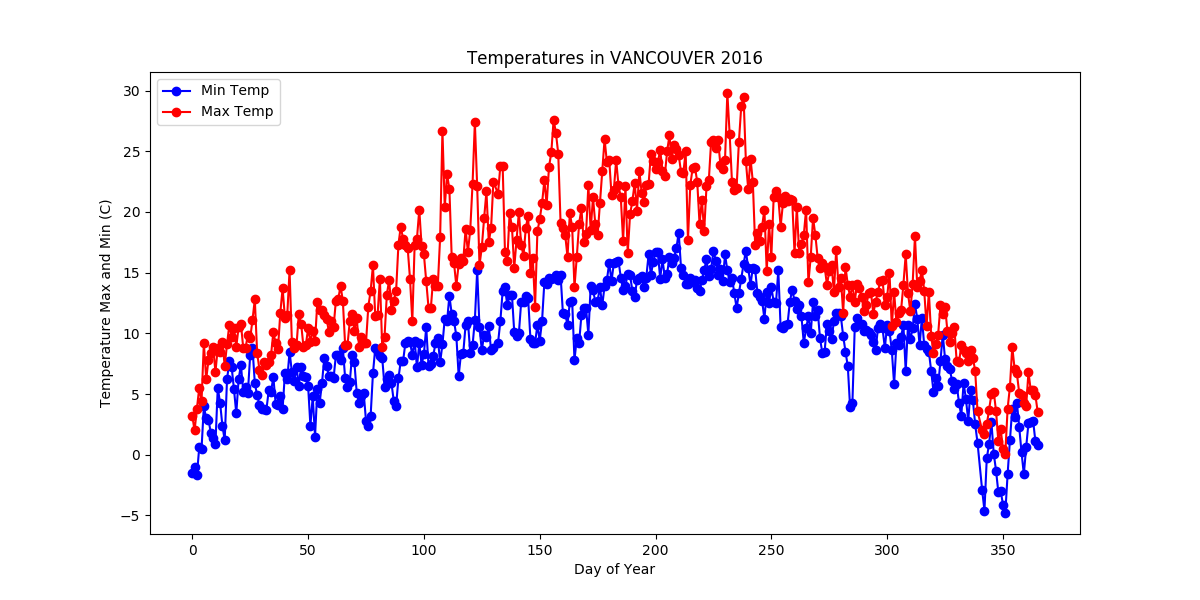 Temperatures in VANCOUVER 2016
Min Temp
Max Temp
Temperature Max and Min (C)
30
25
20
15
10
5
0
−5
0 50 100 150 200 250 300 350
Day of Year